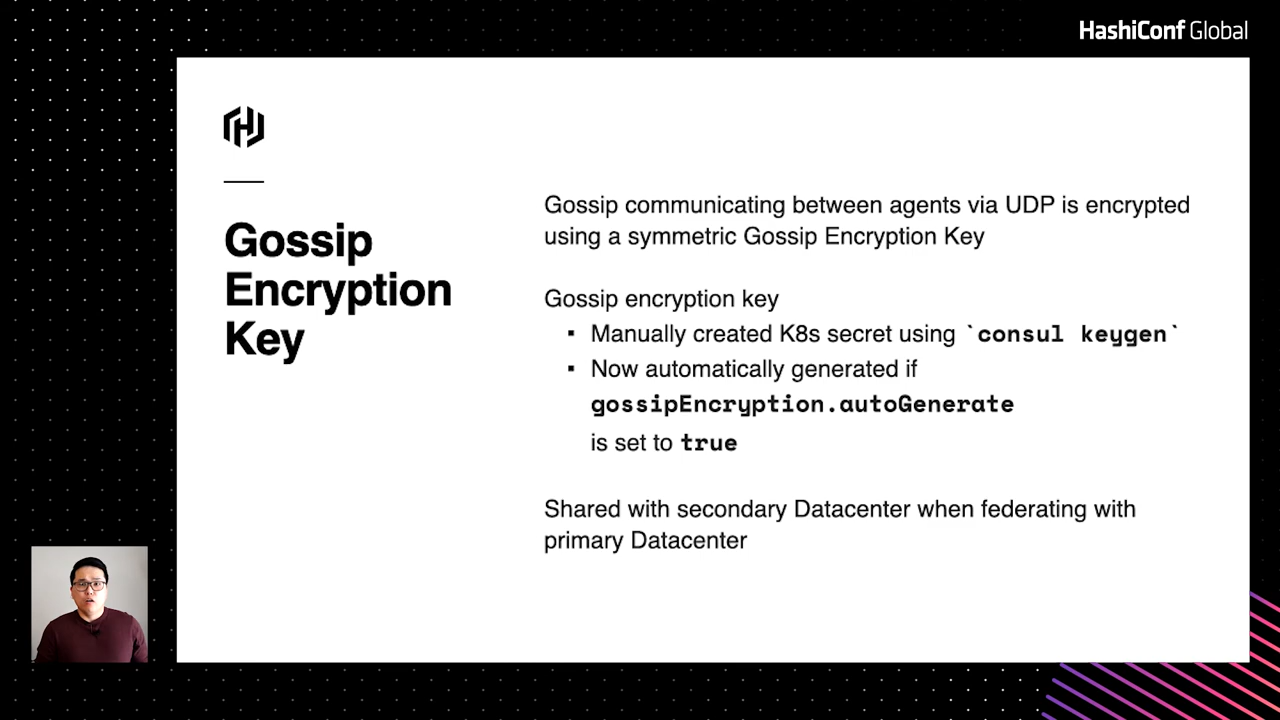 HashiConf Global
Gossip
Encryption
Key
Gossip communicating between agents via UDP is encrypted
using a symmetric Gossip Encryption Key
Gossip encryption key
▪ Manually created K8s secret using `consul keygen`
▪ Now automatically generated if
gossipEncryption.autoGenerate
is set to true
Shared with secondary Datacenter when federating with
primary Datacenter